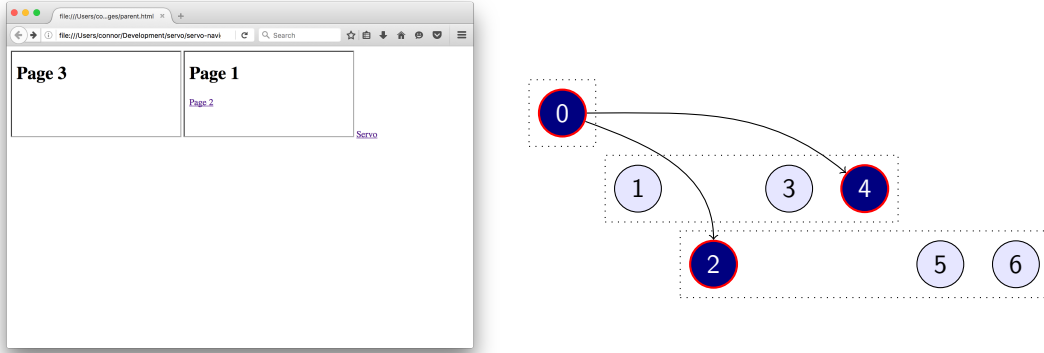 file:///Users/co...ges/parent.html × +
file:///Users/connor/Development/servo/servo-navi Search
Page 3 Page 1
Page 2
Servo
0
1 3 4
2 5 6